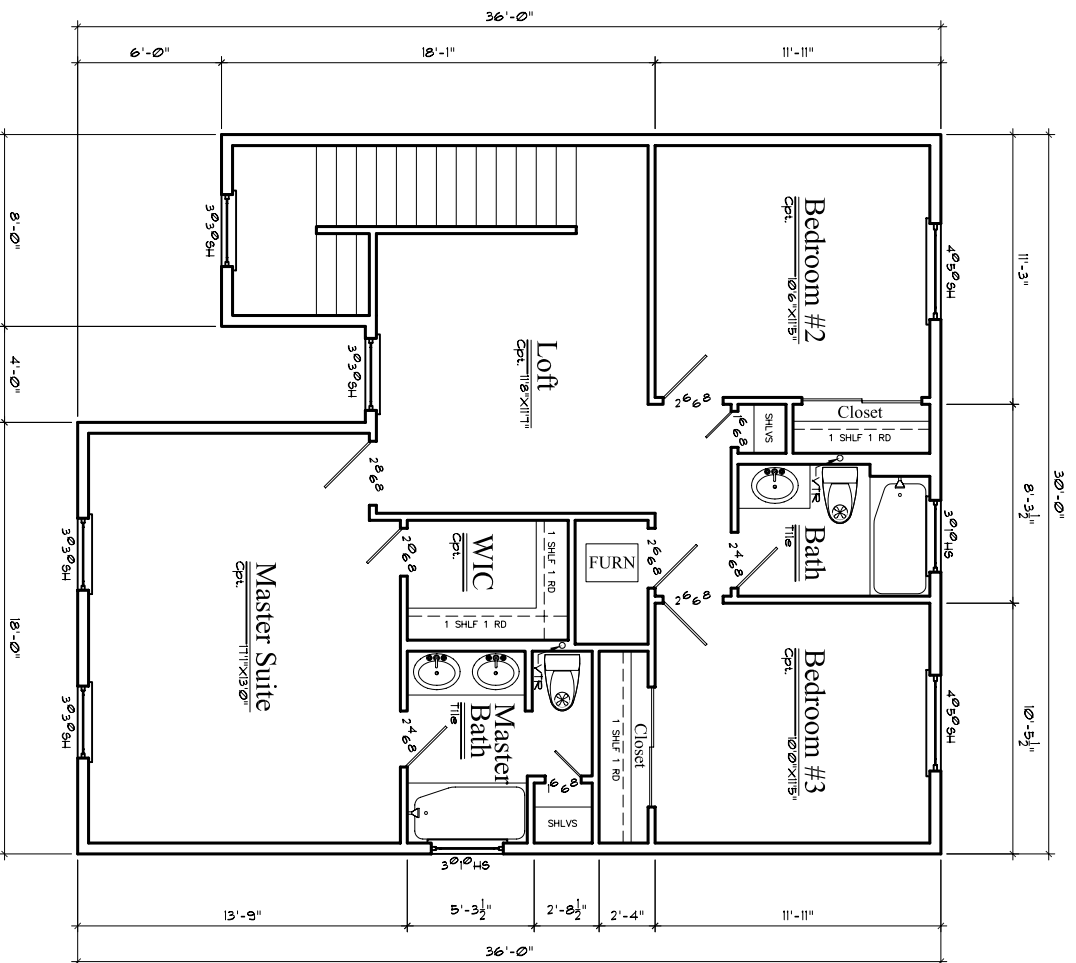 36'-0"
6'-0"
18'-1"
11'-11"
8'-0"
4'-0"
18'-0"
11'-3"
8'-3½"
10'-5½"
30'-0"
3030SH
3030SH
3030SH
3030SH
4050SH
3010HS
4050SH
3010HS
Bedroom #2
Cpt. 10'6"X11'5"
2668
Closet
1 SHLF 1 RD
SHLVS
1668
Loft
Cpt. 11'8"X11'7"
2868
VTR
Bath
Tile
2468
FURN
2668
2668
WIC
Cpt.
1 SHLF 1 RD
1 SHLF 1 RD
2068
Master Suite
Cpt. 17'1"X13'0"
VTR
Master
Bath
Tile
2468
1668
SHLVS
Closet
1 SHLF 1 RD
Bedroom #3
Cpt. 10'0"X11'5"
13'-9"
5'-3½"
2'-8½"
2'-4"
11'-11"
36'-0"